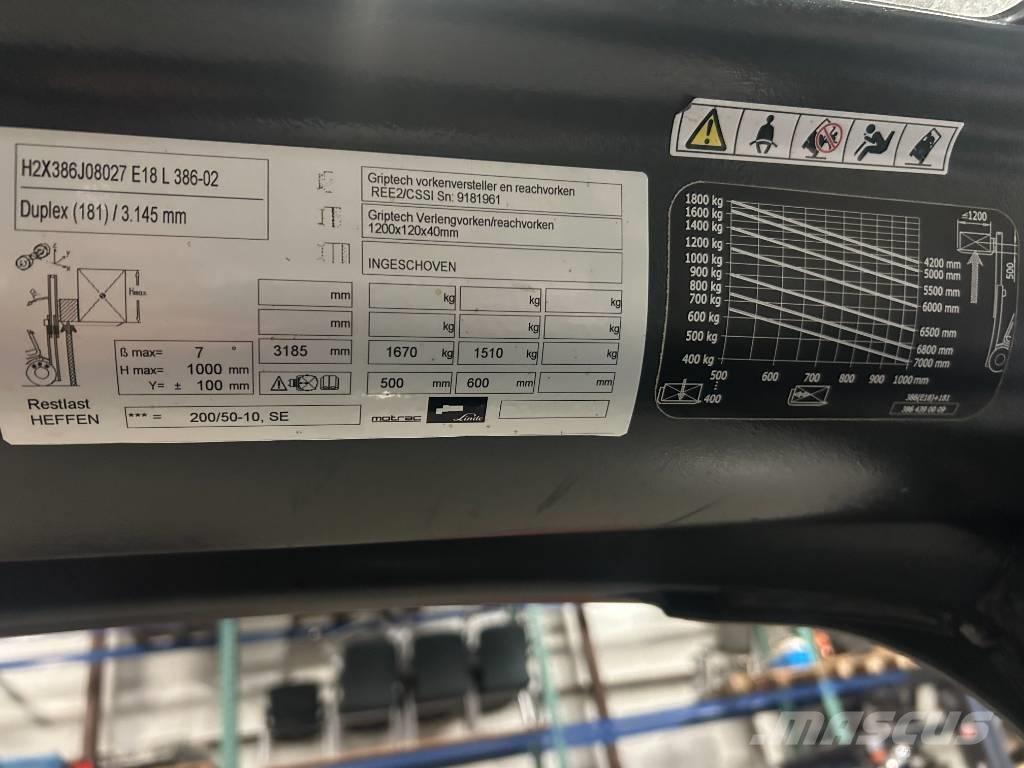 H2X386J08027 E18 L 386-02
Duplex (181) / 3.145 mm
Griptech vorkenversteller en reachvorken
REE2/CSSI Sn: 9181961
Griptech Verlengvorken/reachvorken
1200x120x40mm
INGESCHOVEN
Hmax
mm kg kg kg
mm kg kg kg
3185 mm 1670 kg 1510 kg kg
500 mm 600 mm mm
ß max= 7 °
H max= 1000 mm
Y= ± 100 mm
Restlast
HEFFEN
*** = 200/50-10, SE
motrac Linde
1800 kg
1600 kg
1400 kg
1200 kg
1000 kg
900 kg
800 kg
700 kg
600 kg
500 kg
400 kg
4200 mm
5000 mm
5500 mm
6000 mm
6500 mm
6800 mm
7000 mm
500 600 700 800 900 1000 mm
400
≤1200
500
386(E18)+181
386 439 00 09
MASCUS